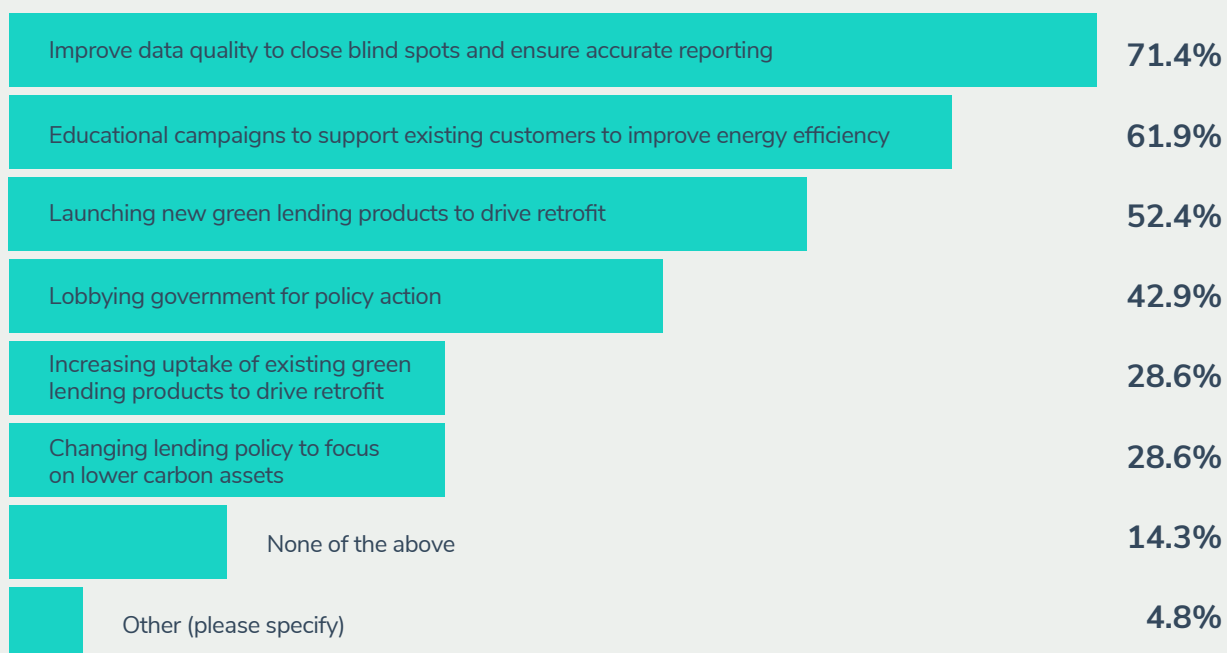 Improve data quality to close blind spots and ensure accurate reporting
71.4%
Educational campaigns to support existing customers to improve energy efficiency
61.9%
Launching new green lending products to drive retrofit
52.4%
Lobbying government for policy action
42.9%
Increasing uptake of existing green
lending products to drive retrofit
28.6%
Changing lending policy to focus
on lower carbon assets
28.6%
None of the above
14.3%
Other (please specify)
4.8%